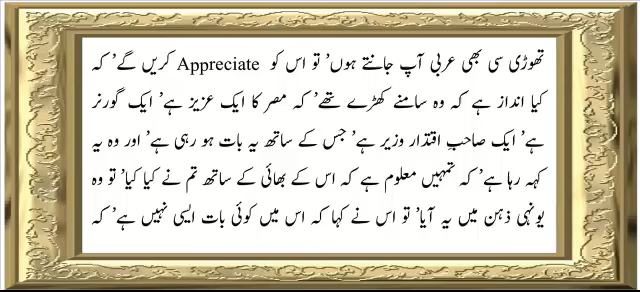 تھوڑی سی بھی عربی آپ جانتے ہوں’ تو اس کو Appreciate کریں گے’ کہ
کیا انداز ہے کہ وہ سامنے کھڑے تھے’ کہ مصر کا ایک عزیز ہے’ ایک گورنر
ہے’ ایک صاحبِ اقتدار وزیر ہے’ جس کے ساتھ یہ بات ہو رہی ہے’ اور وہ یہ
کہہ رہا ہے’ کہ تمہیں معلوم ہے کہ اس کے بھائی کے ساتھ تم نے کیا کیا’ تو وہ
یونہی ذہن میں یہ آیا’ تو اس نے کہا کہ اس میں کوئی بات ایسی نہیں ہے’ کہ